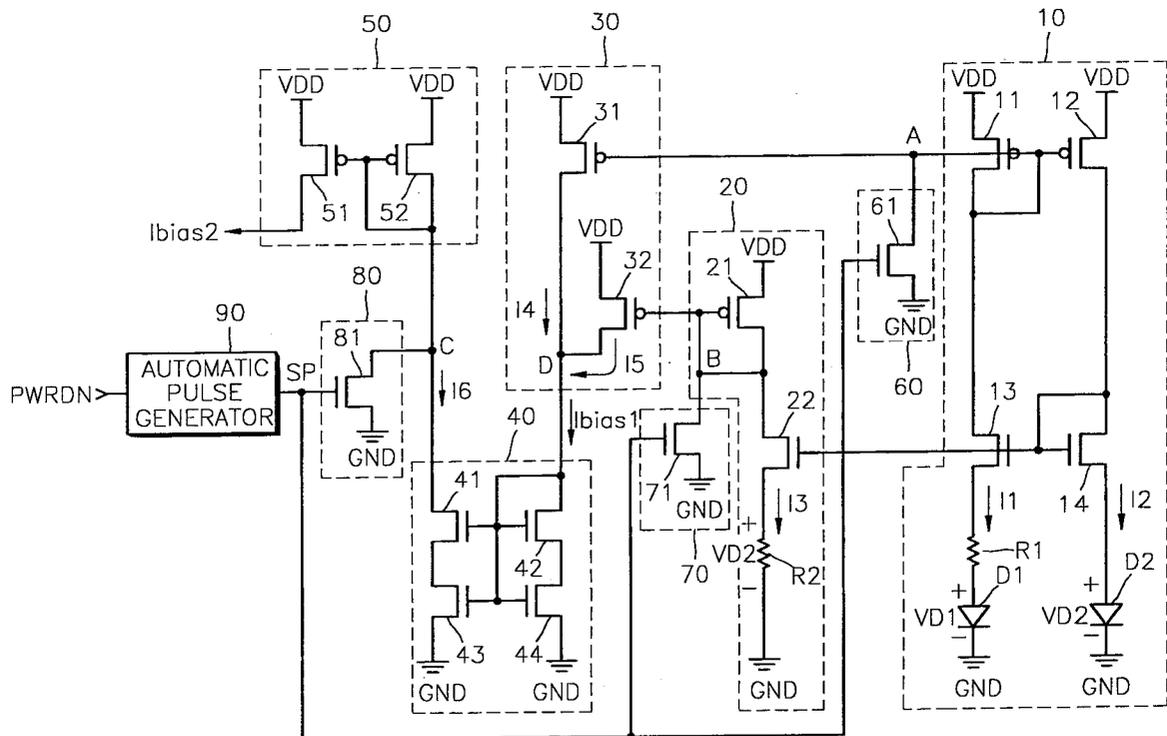 50
30
10
VDD
VDD
VDD
VDD
VDD
31
11
12
A
51
52
20
61
Ibias2
VDD
VDD
32
21
80
I4
GND
90
81
C
B
60
AUTOMATIC
PULSE
GENERATOR
SP
D
I5
PWRDN
I6
Ibias1
22
13
40
GND
71
14
41
GND
I3
I1
I2
+
42
70
VD2
R2
R1
−
+
D1
+
D2
43
44
VD1
VD2
−
−
GND
GND
GND
GND
GND